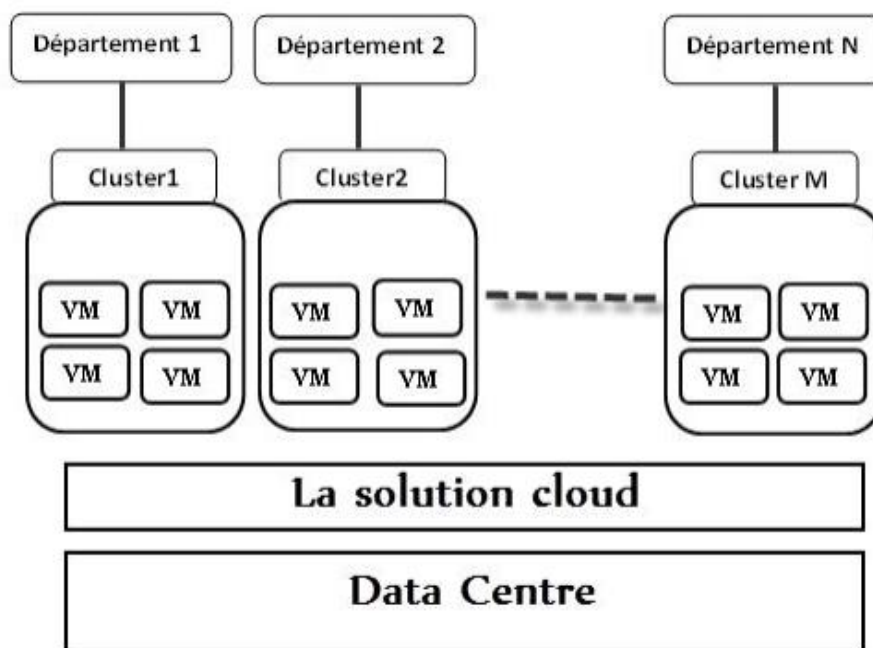 Département 1
Département 2
Département N
Cluster1
Cluster2
Cluster M
VM VM
VM VM
VM VM
VM VM
VM VM
VM VM
La solution cloud
Data Centre